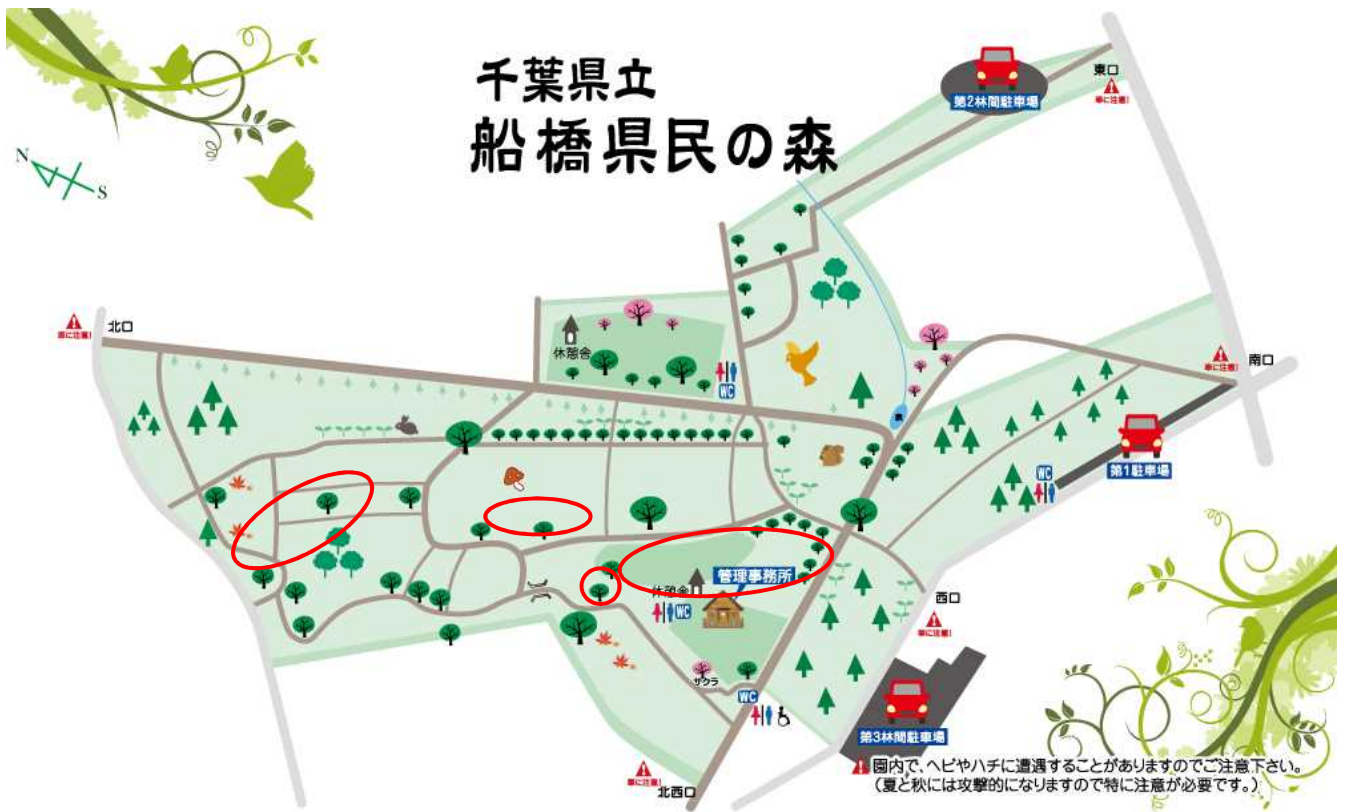 千葉県立
船橋県民の森
N
S
第2林間駐車場
東口
車に注意!
北口
車に注意!
休憩舎
WC
南口
車に注意!
第1駐車場
WC
管理事務所
休憩舎
WC
西口
車に注意!
サクラ
WC
第3林間駐車場
車に注意!
北西口
園内で、ヘビやハチに遭遇することがありますのでご注意下さい。
(夏と秋には攻撃的になりますので特に注意が必要です。)